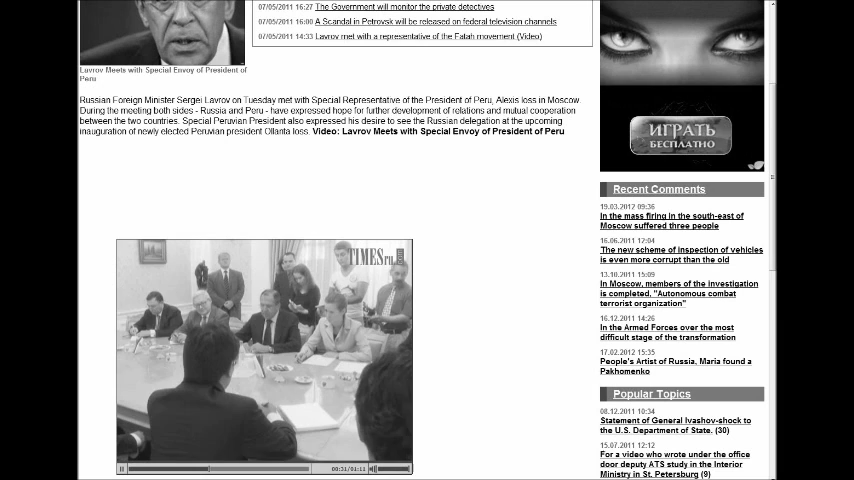 07/05/2011 16:27 The Government will monitor the private detectives
07/05/2011 16:00 A Scandal in Petrovsk will be released on federal television channels
07/05/2011 14:33 Lavrov met with a representative of the Fatah movement (Video)
Lavrov Meets with Special Envoy of President of
Peru
Russian Foreign Minister Sergei Lavrov on Tuesday met with Special Representative of the President of Peru, Alexis loss in Moscow.
During the meeting both sides - Russia and Peru - have expressed hope for further development of relations and mutual cooperation
between the two countries. Special Peruvian President also expressed his desire to see the Russian delegation at the upcoming
inauguration of newly elected Peruvian president Ollanta loss. Video: Lavrov Meets with Special Envoy of President of Peru
TIMES.ru
00:31/01:11
ИГРАТЬ
БЕСПЛАТНО
Recent Comments
19.03.2012 09:36
In the mass firing in the south-east of
Moscow suffered three people
16.06.2011 12:04
The new scheme of inspection of vehicles
is even more corrupt than the old
13.10.2011 15:09
In Moscow, members of the investigation
is completed, "Autonomous combat
terrorist organization"
16.12.2011 14:26
In the Armed Forces over the most
difficult stage of the transformation
17.02.2012 15:35
People's Artist of Russia, Maria found a
Pakhomenko
Popular Topics
08.12.2011 10:34
Statement of General Ivashov-shock to
the U.S. Department of State. (30)
15.07.2011 12:12
For a video who wrote under the office
door deputy ATS study in the Interior
Ministry in St. Petersburg (9)